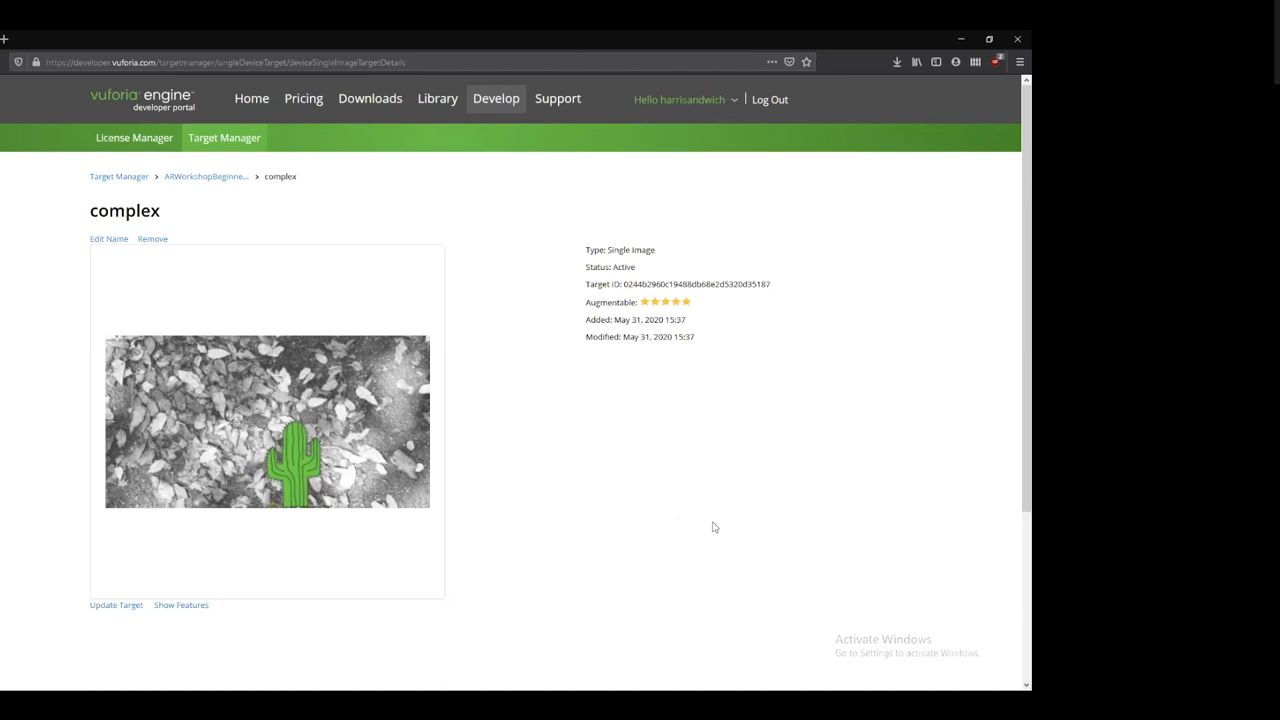 https://developer.vuforia.com/targetmanager/singleDeviceTarget/deviceSingleImageTargetDetails
2
vuforia engine™
developer portal
Home Pricing Downloads Library Develop Support
Hello harrisandwich | Log Out
License Manager Target Manager
Target Manager > ARWorkshopBeginne... > complex
complex
Edit Name Remove
Type: Single Image
Status: Active
Target ID: 0244b2960c19488db68e2d5320d35187
Augmentable:
Added: May 31, 2020 15:37
Modified: May 31, 2020 15:37
Update Target Show Features
Activate Windows
Go to Settings to activate Windows.